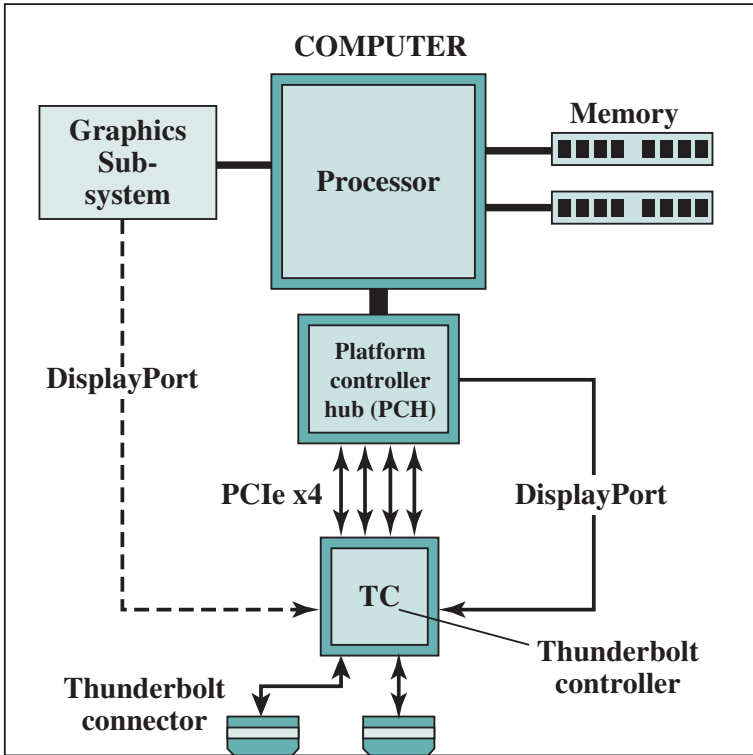 COMPUTER
Graphics
Sub-
system
Processor
Memory
Platform
controller
hub (PCH)
DisplayPort
PCIe x4
DisplayPort
TC
Thunderbolt
controller
Thunderbolt
connector